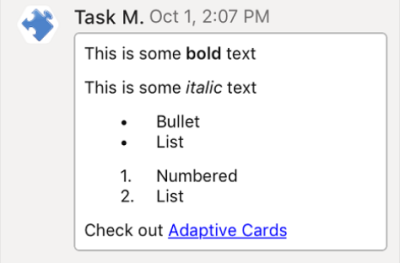 Task M. Oct 1, 2:07 PM
This is some bold text
This is some italic text
• Bullet
• List
1. Numbered
2. List
Check out Adaptive Cards